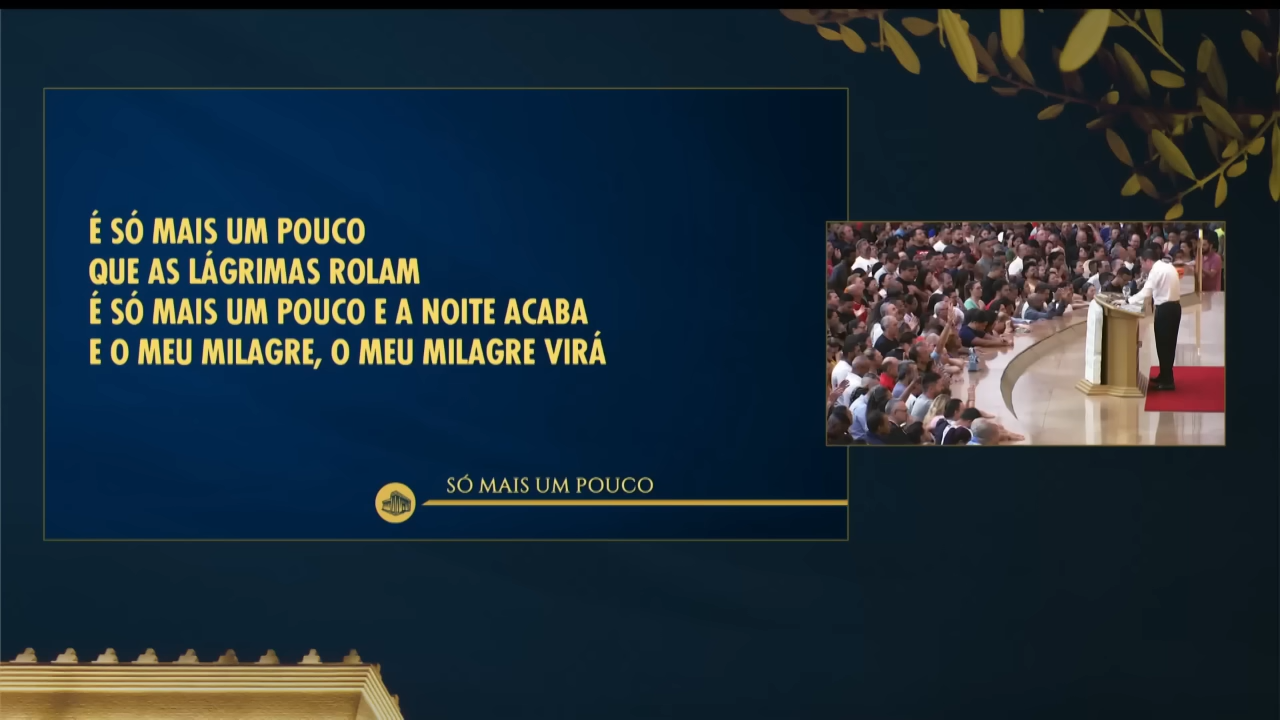 É SÓ MAIS UM POUCO
QUE AS LÁGRIMAS ROLAM
É SÓ MAIS UM POUCO E A NOITE ACABA
E O MEU MILAGRE, O MEU MILAGRE VIRÁ
SÓ MAIS UM POUCO